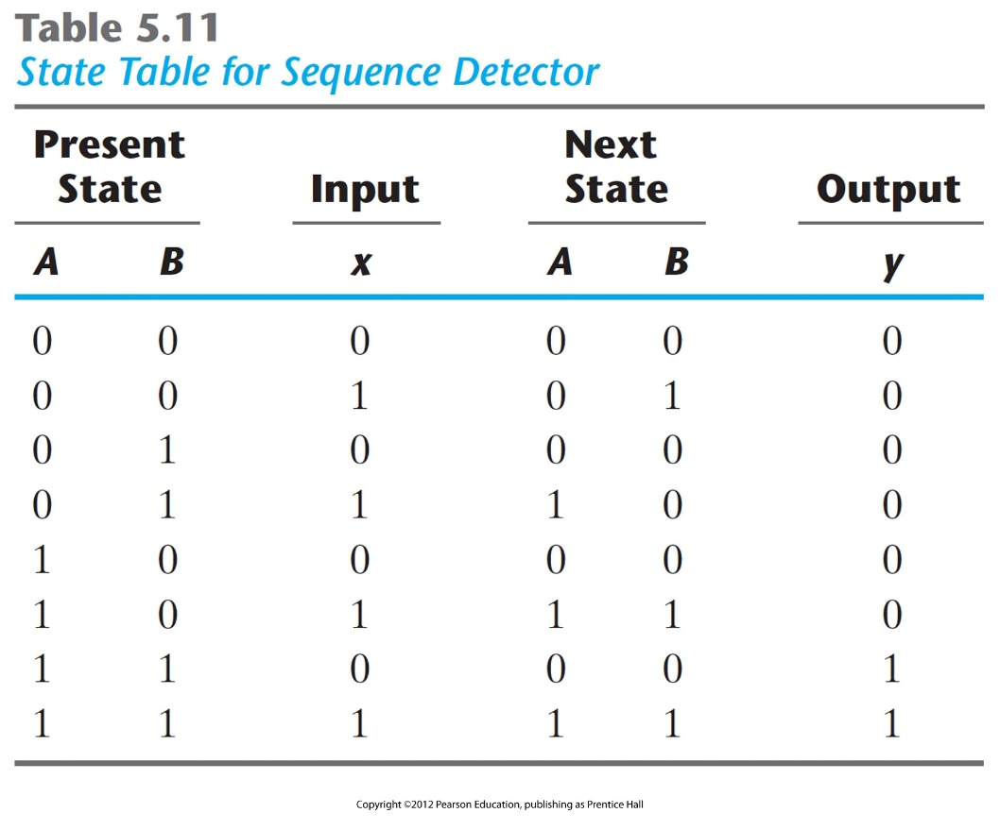 Table 5.11
State Table for Sequence Detector
Present State Input Next State Output
A B x A B y
0 0 0 0 0 0
0 0 1 0 1 0
0 1 0 0 0 0
0 1 1 1 0 0
1 0 0 0 0 0
1 0 1 1 1 0
1 1 0 0 0 1
1 1 1 1 1 1
Copyright ©2012 Pearson Education, publishing as Prentice Hall